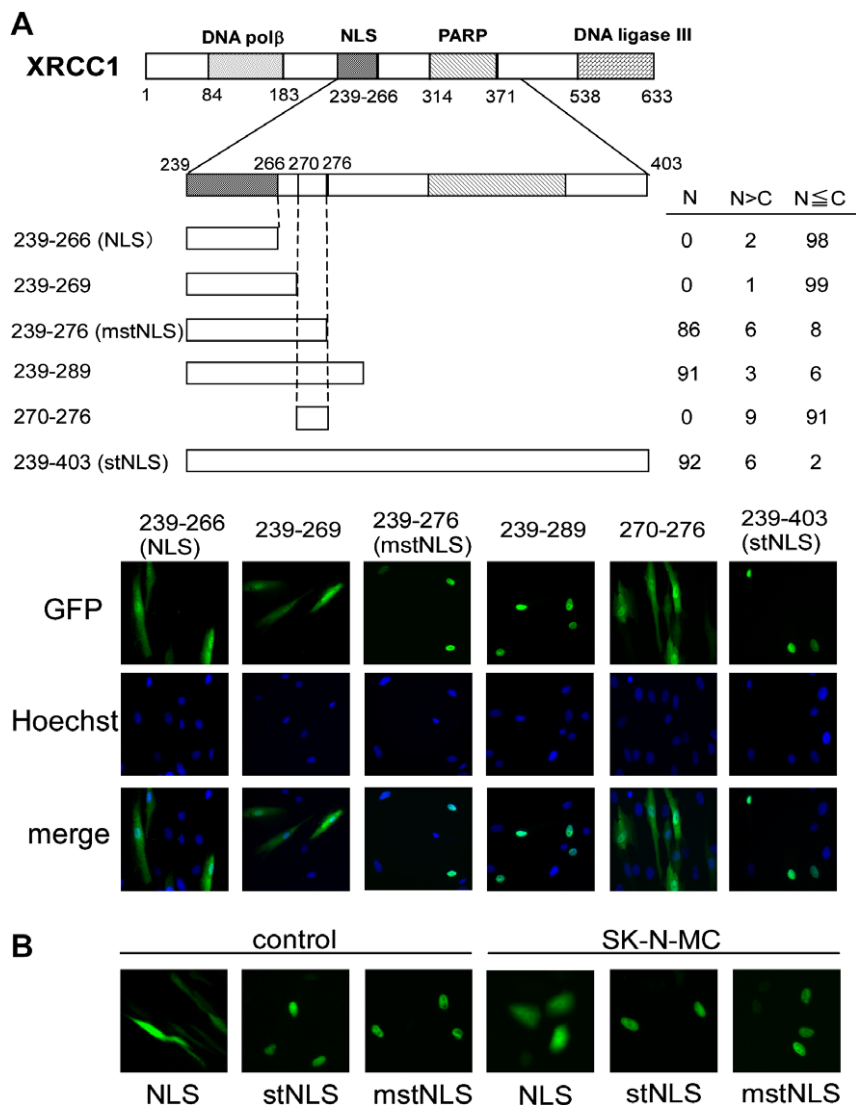 A
XRCC1
DNA polβ NLS PARP DNA ligase III
1 84 183 239-266 314 371 538 633
239 266 270 276 403
N N>C N≦C
239-266 (NLS) 0 2 98
239-269 0 1 99
239-276 (mstNLS) 86 6 8
239-289 91 3 6
270-276 0 9 91
239-403 (stNLS) 92 6 2
239-266 239-269 239-276 239-289 270-276 239-403
(NLS) (mstNLS) (stNLS)
GFP
Hoechst
merge
B
control SK-N-MC
NLS stNLS mstNLS NLS stNLS mstNLS